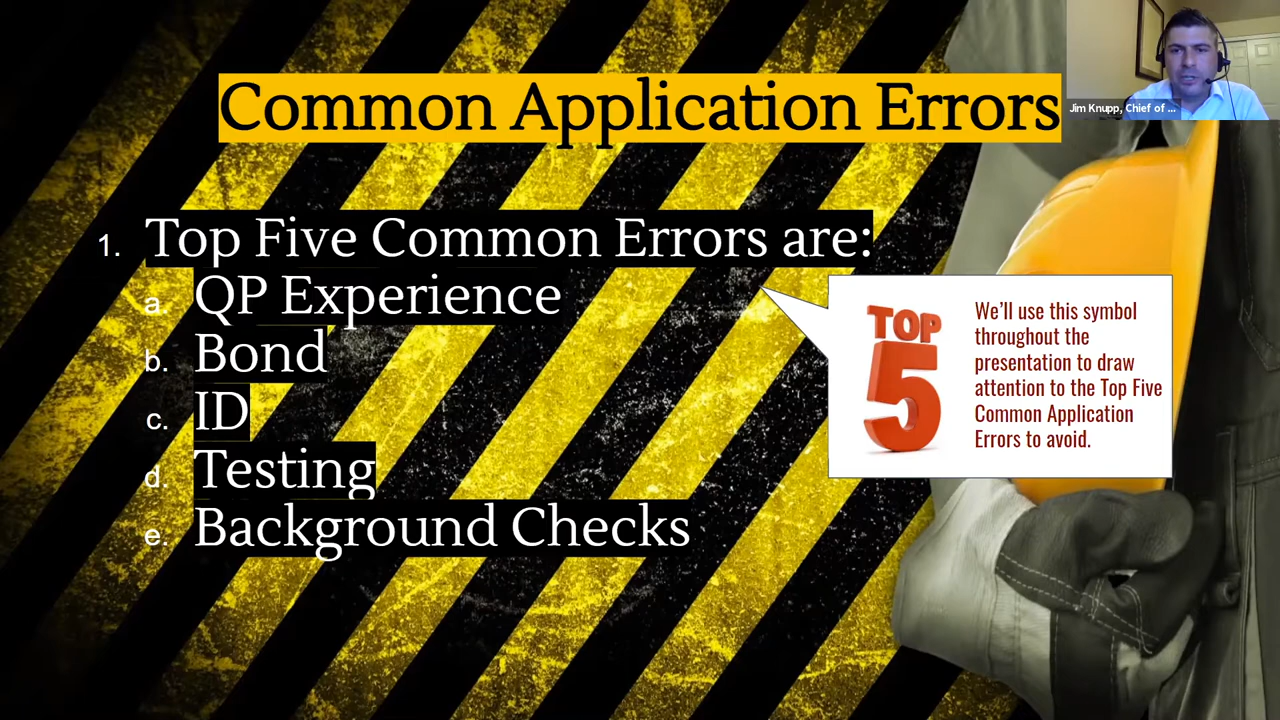 Common Application Errors
Jim Knupp, Chief of ...
1. Top Five Common Errors are:
a. QP Experience
b. Bond
c. ID
d. Testing
e. Background Checks
TOP
5
We'll use this symbol
throughout the
presentation to draw
attention to the Top Five
Common Application
Errors to avoid.